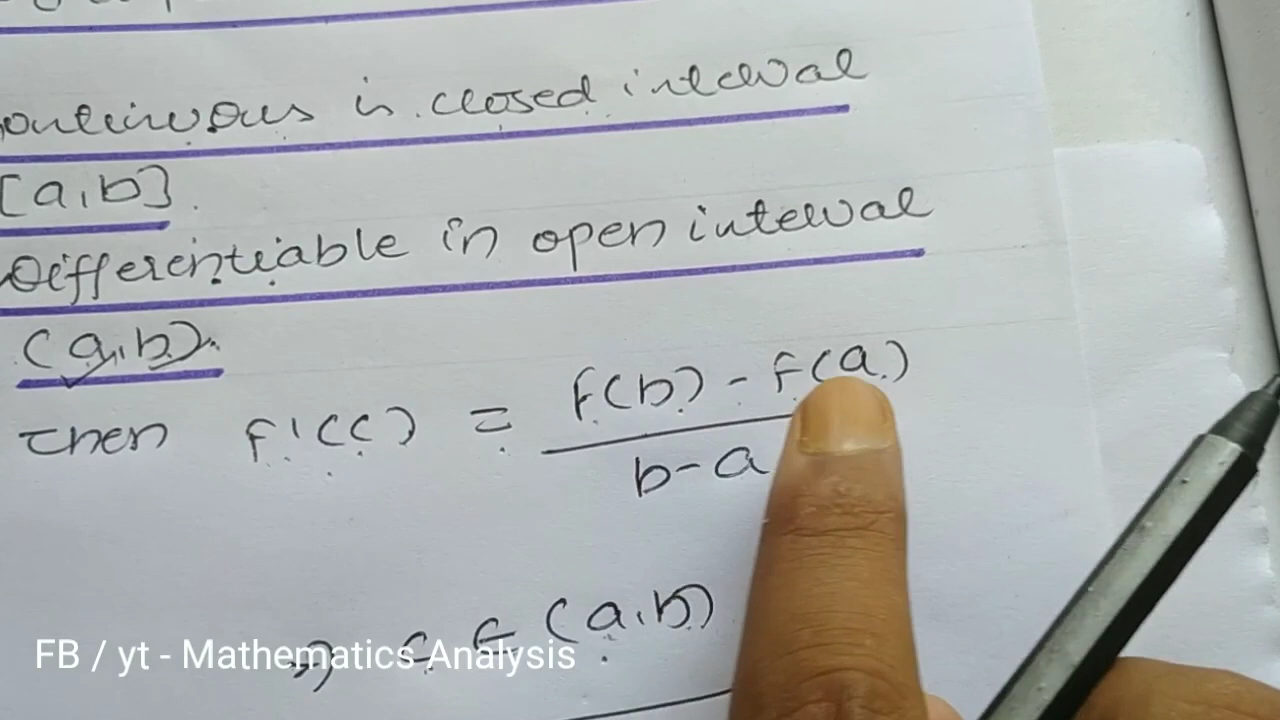 continuous in closed interval
[a,b].
Differentiable in open interval
(a,b).
then f'(c) = f(b) - f(a)
b-a
⇒ c ∈ (a,b)
FB / yt - Mathematics Analysis